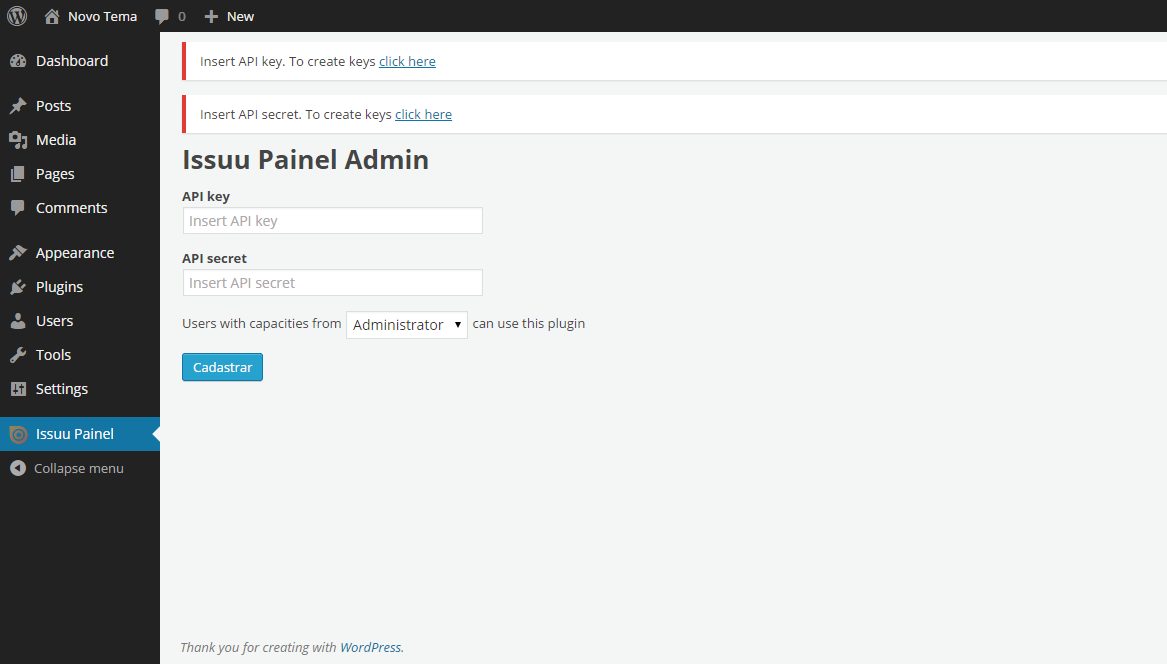 Novo Tema 0 New
Dashboard
Posts
Media
Pages
Comments
Appearance
Plugins
Users
Tools
Settings
Issuu Painel
Collapse menu
Insert API key. To create keys click here
Insert API secret. To create keys click here
Issuu Painel Admin
API key
Insert API key
API secret
Insert API secret
Users with capacities from Administrator can use this plugin
Cadastrar
Thank you for creating with WordPress.